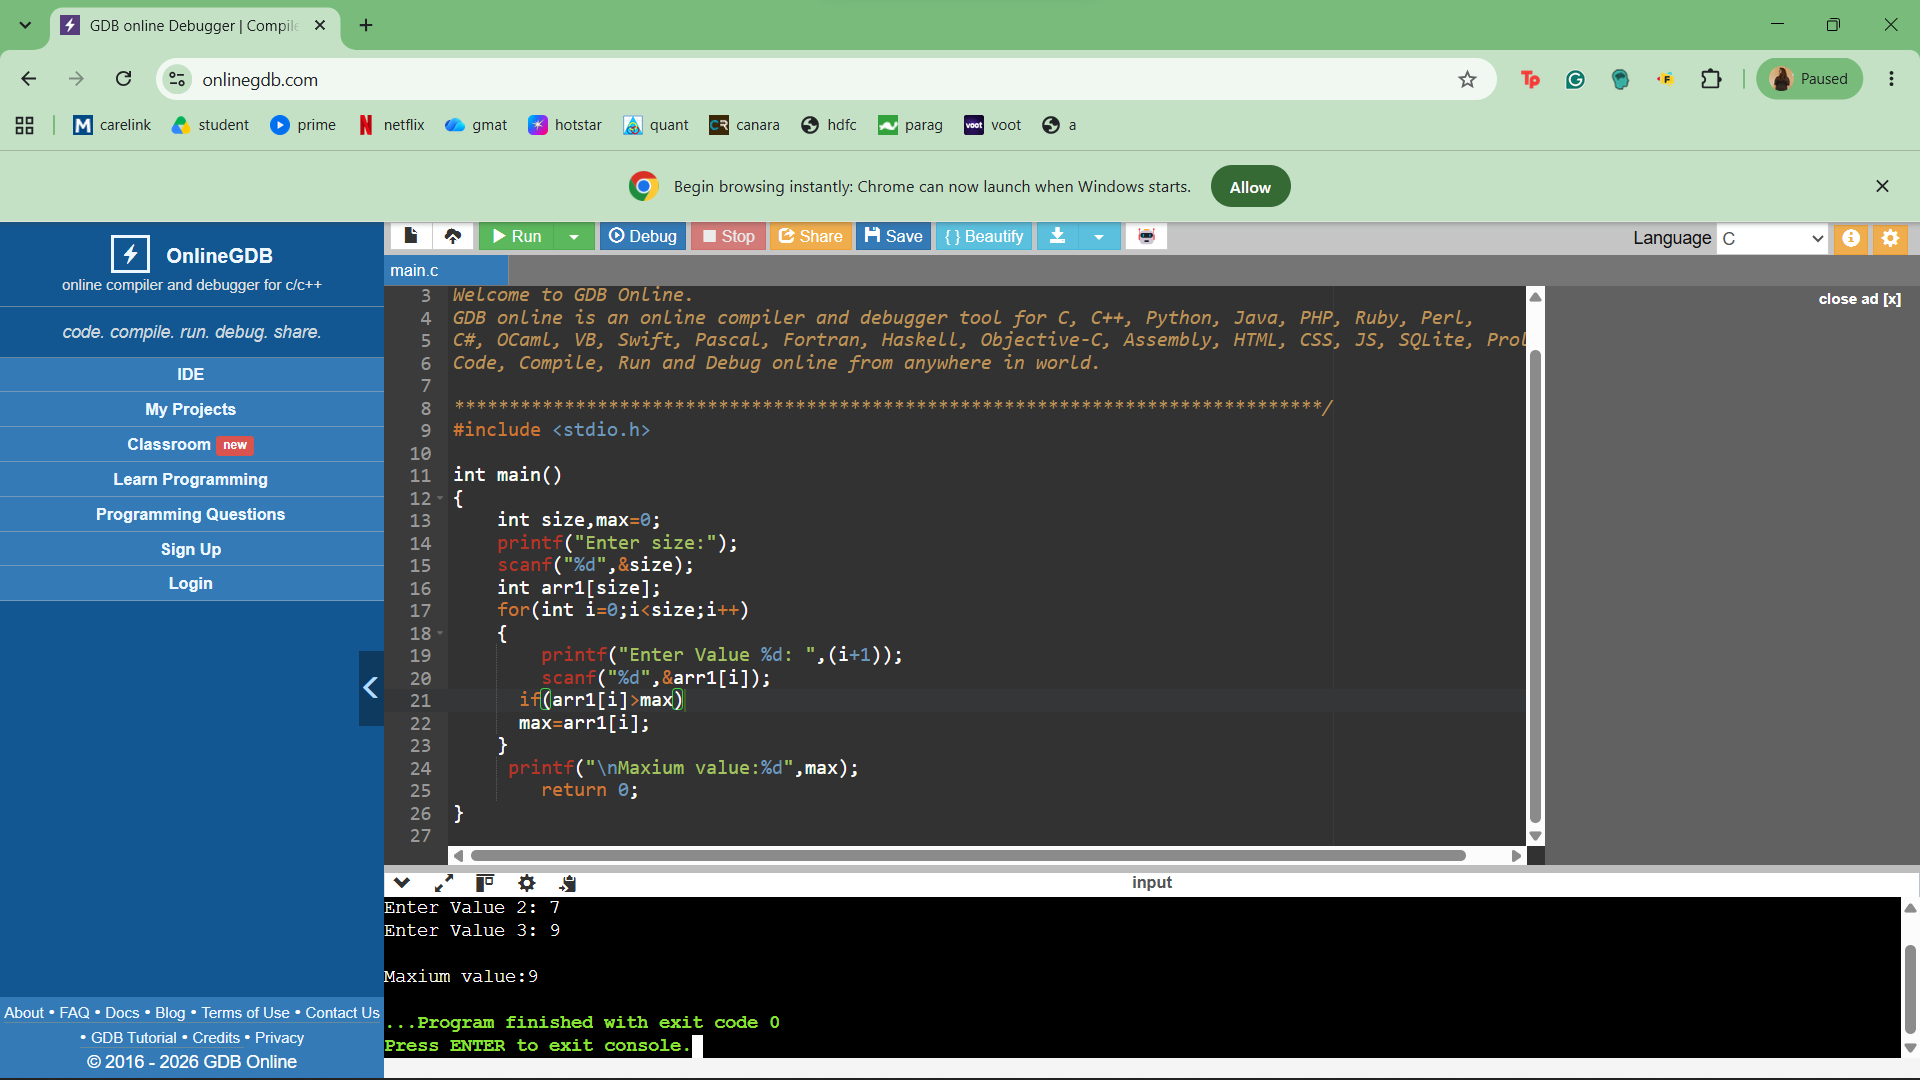 GDB online Debugger | Compile
onlinegdb.com
Paused
carelink student prime netflix gmat hotstar quant canara hdfc parag voot a
Begin browsing instantly: Chrome can now launch when Windows starts. Allow
OnlineGDB
online compiler and debugger for c/c++
code. compile. run. debug. share.
IDE
My Projects
Classroom new
Learn Programming
Programming Questions
Sign Up
Login
About • FAQ • Docs • Blog • Terms of Use • Contact Us
• GDB Tutorial • Credits • Privacy
© 2016 - 2026 GDB Online
Run Debug Stop Share Save { } Beautify Language C
main.c
close ad [x]
3 Welcome to GDB Online.
4 GDB online is an online compiler and debugger tool for C, C++, Python, Java, PHP, Ruby, Perl,
5 C#, OCaml, VB, Swift, Pascal, Fortran, Haskell, Objective-C, Assembly, HTML, CSS, JS, SQLite, Prol
6 Code, Compile, Run and Debug online from anywhere in world.
7
8 *******************************************************************************/
9 #include <stdio.h>
10
11 int main()
12 {
13 int size,max=0;
14 printf("Enter size:");
15 scanf("%d",&size);
16 int arr1[size];
17 for(int i=0;i<size;i++)
18 {
19 printf("Enter Value %d: ",(i+1));
20 scanf("%d",&arr1[i]);
21 if(arr1[i]>max)
22 max=arr1[i];
23 }
24 printf("\nMaxium value:%d",max);
25 return 0;
26 }
27
input
Enter Value 2: 7
Enter Value 3: 9
Maxium value:9
...Program finished with exit code 0
Press ENTER to exit console.